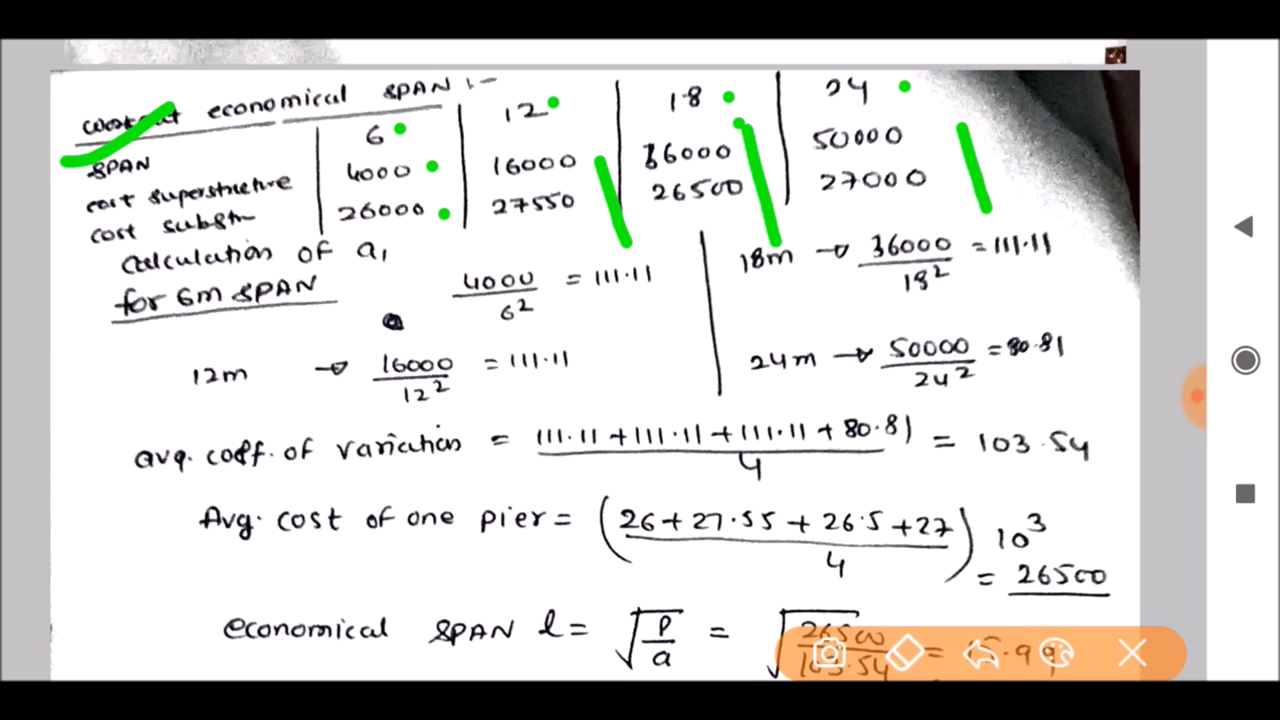 workout economical SPAN :-
SPAN 6 12 18 24
cost superstructure 4000 16000 36000 50000
cost substr 26000 27550 26500 27000
calculation of a,
for 6m SPAN 4000/6² = 111.11
18m → 36000/18² = 111.11
12m → 16000/12² = 111.11
24m → 50000/24² = 80.81
avg. coff. of variation = 111.11 + 111.11 + 111.11 + 80.81 / 4 = 103.54
Avg. cost of one pier = (26 + 27.55 + 26.5 + 27 / 4) 10³
= 26500
economical SPAN l = √P/a = √26500/103.54 = 15.99